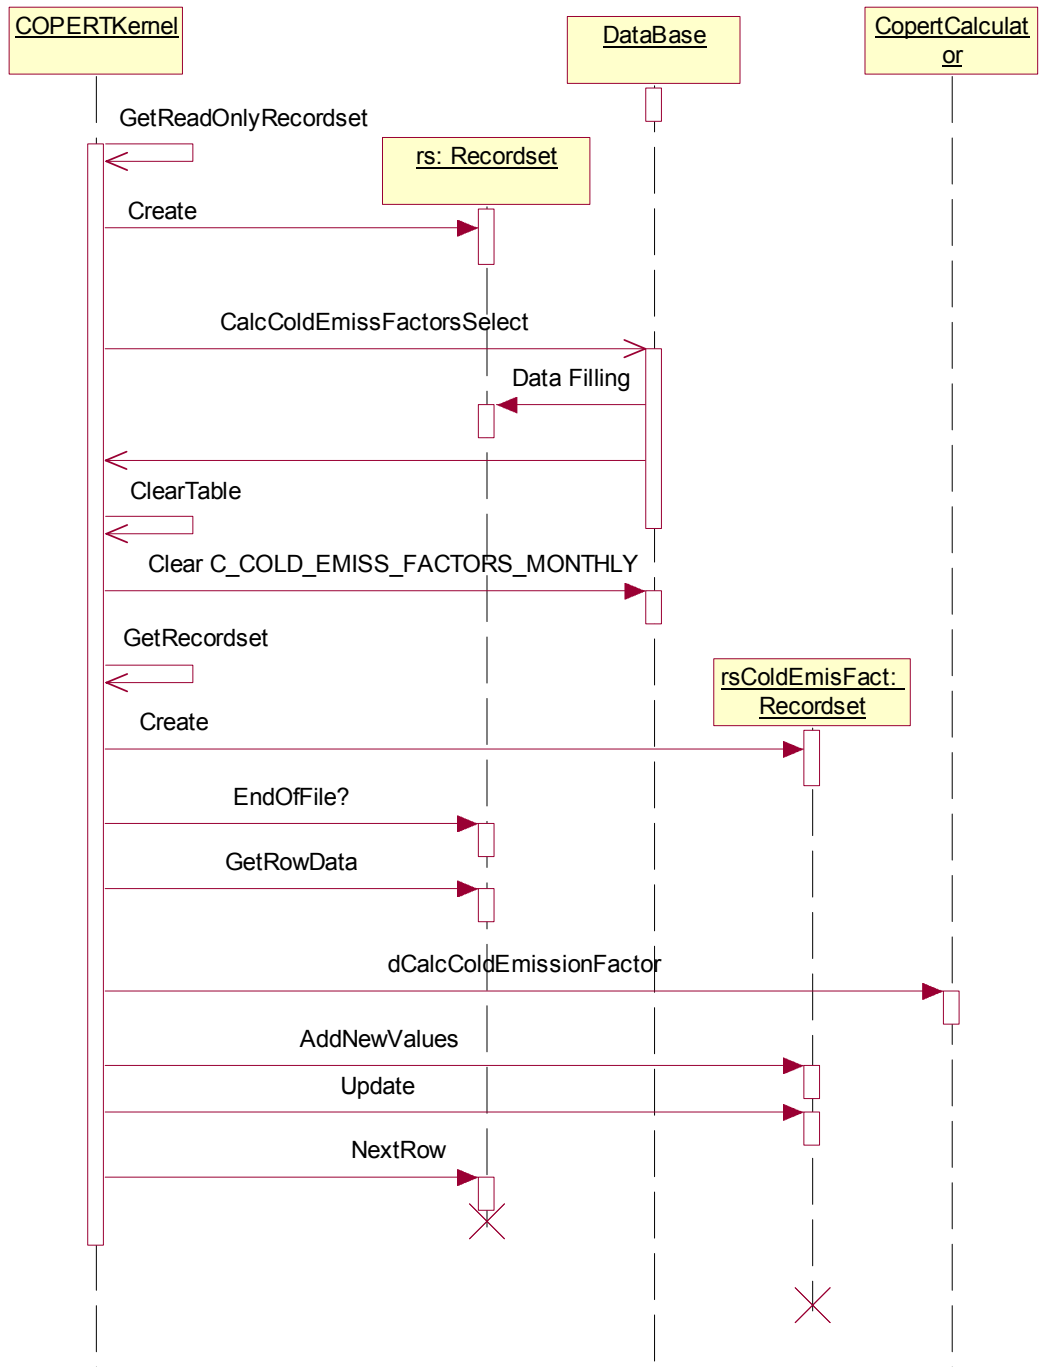 COPERTKernel
DataBase
CopertCalculat
or
GetReadOnlyRecordset
rs: Recordset
Create
CalcColdEmissFactorsSelect
Data Filling
ClearTable
Clear C_COLD_EMISS_FACTORS_MONTHLY
GetRecordset
rsColdEmisFact:
Recordset
Create
EndOfFile?
GetRowData
dCalcColdEmissionFactor
AddNewValues
Update
NextRow